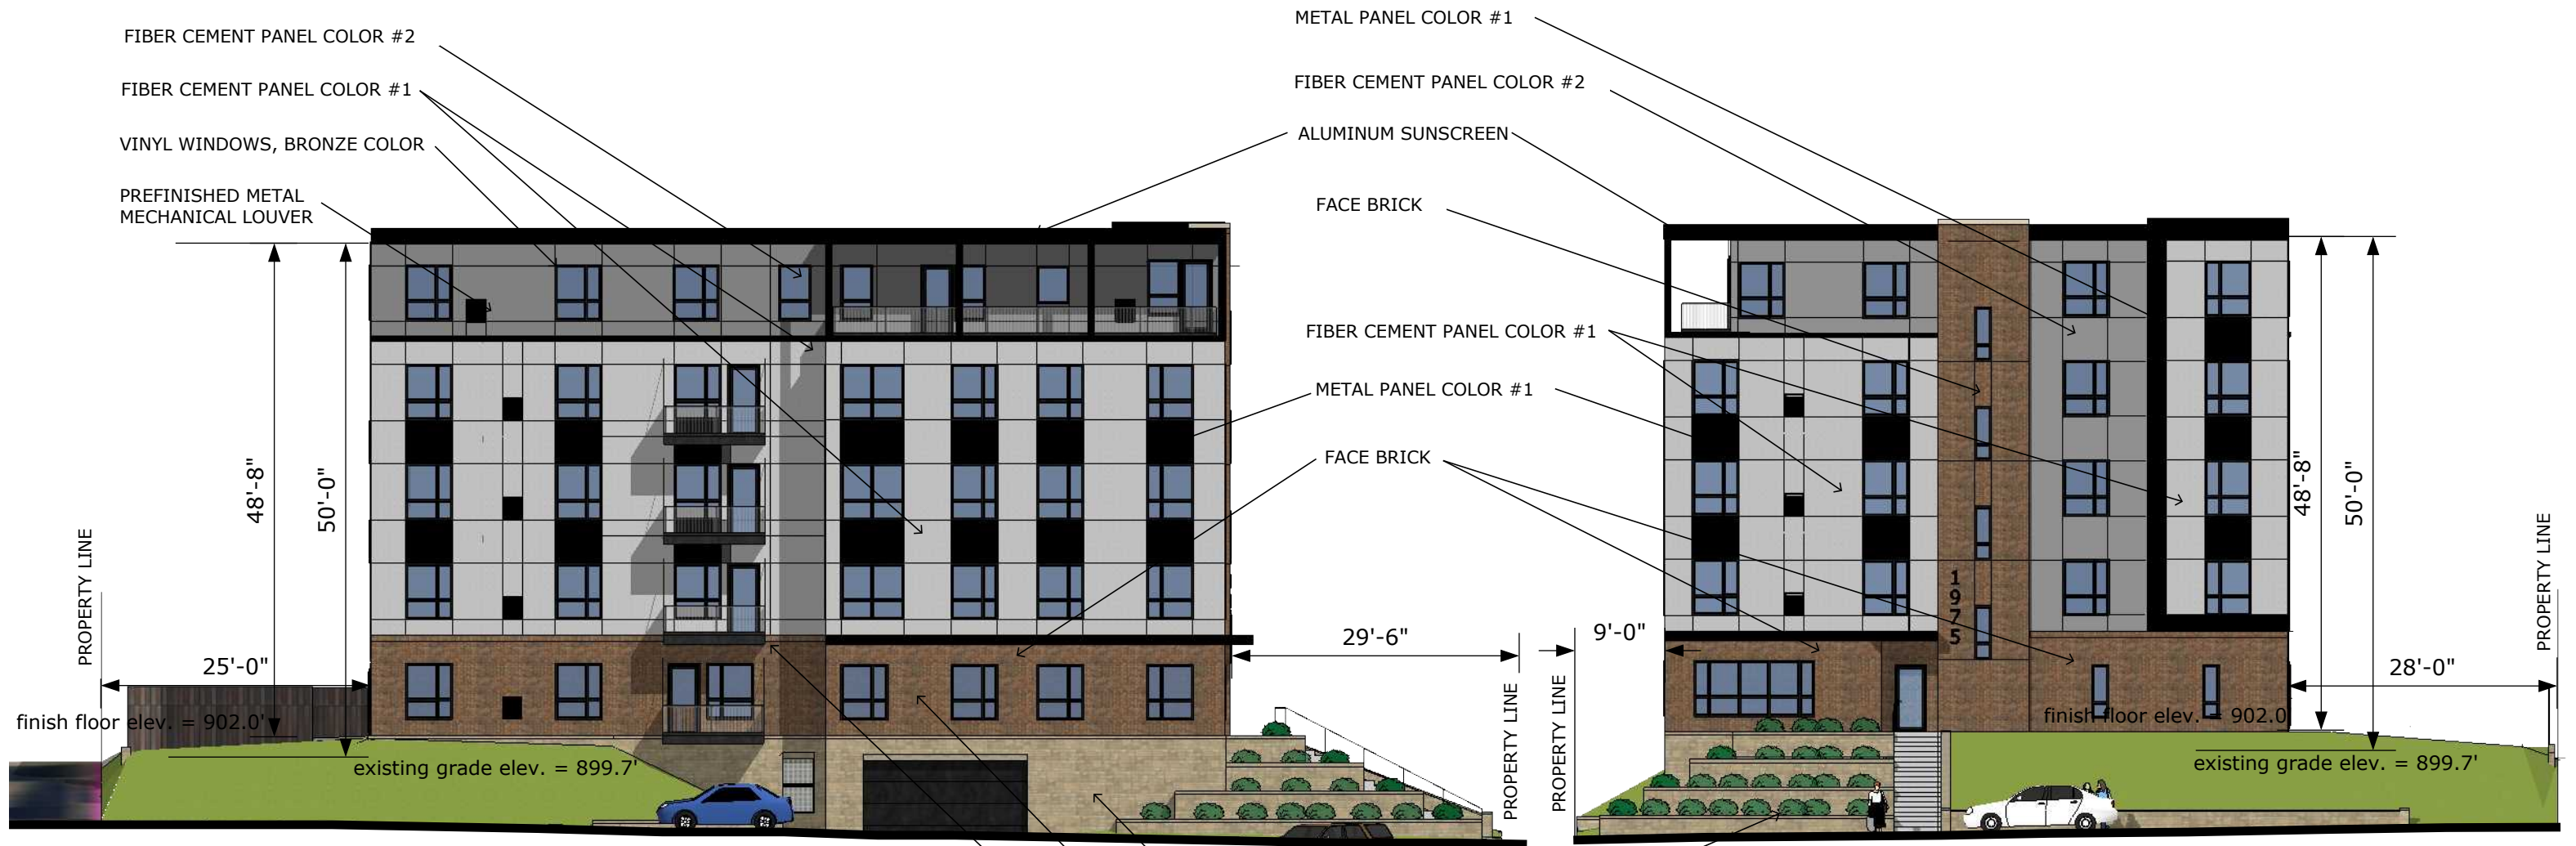 METAL PANEL COLOR #1
FIBER CEMENT PANEL COLOR #2
FIBER CEMENT PANEL COLOR #2
FIBER CEMENT PANEL COLOR #1
ALUMINUM SUNSCREEN
VINYL WINDOWS, BRONZE COLOR
PREFINISHED METAL
MECHANICAL LOUVER
FACE BRICK
FIBER CEMENT PANEL COLOR #1
METAL PANEL COLOR #1
FACE BRICK
48'-8"
50'-0"
48'-8"
50'-0"
PROPERTY LINE
PROPERTY LINE
PROPERTY LINE
PROPERTY LINE
1975
25'-0"
29'-6"
9'-0"
28'-0"
finish floor elev. = 902.0'
finish floor elev. = 902.0
existing grade elev. = 899.7'
existing grade elev. = 899.7'